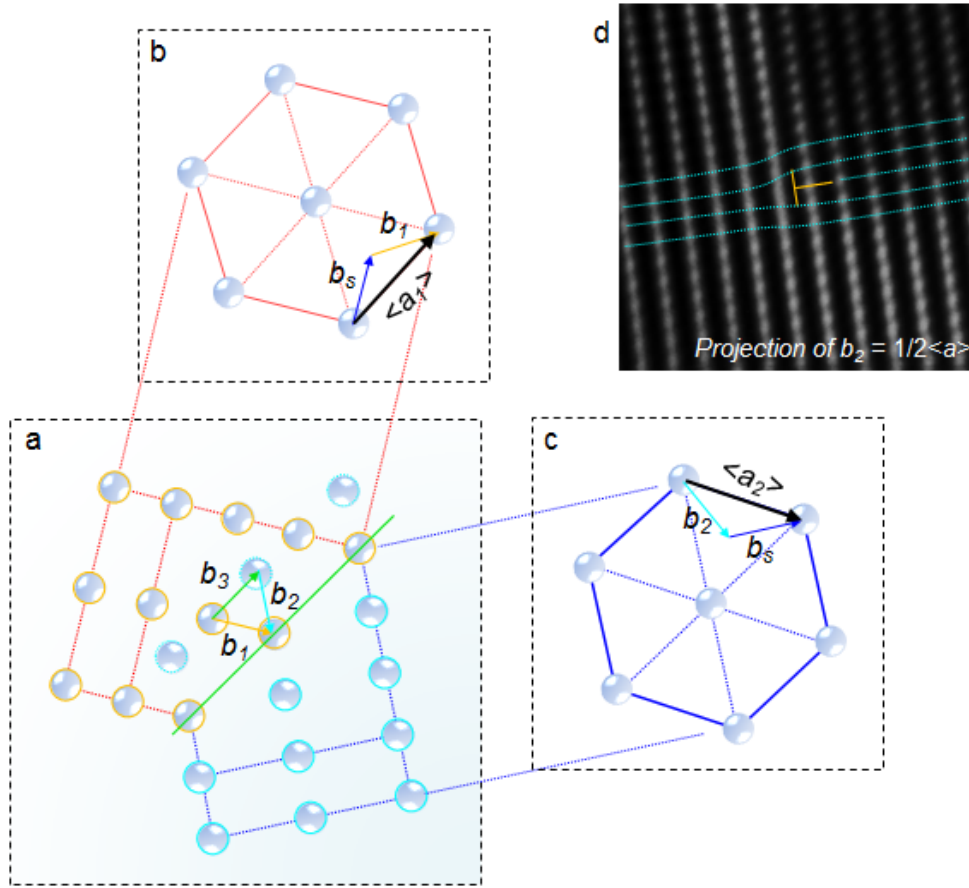 b
b₁
bₛ
<a₁>
d
Projection of b₂ = 1/2<a>
a
b₃
b₂
b₁
c
<a₂>
b₂
bₛ